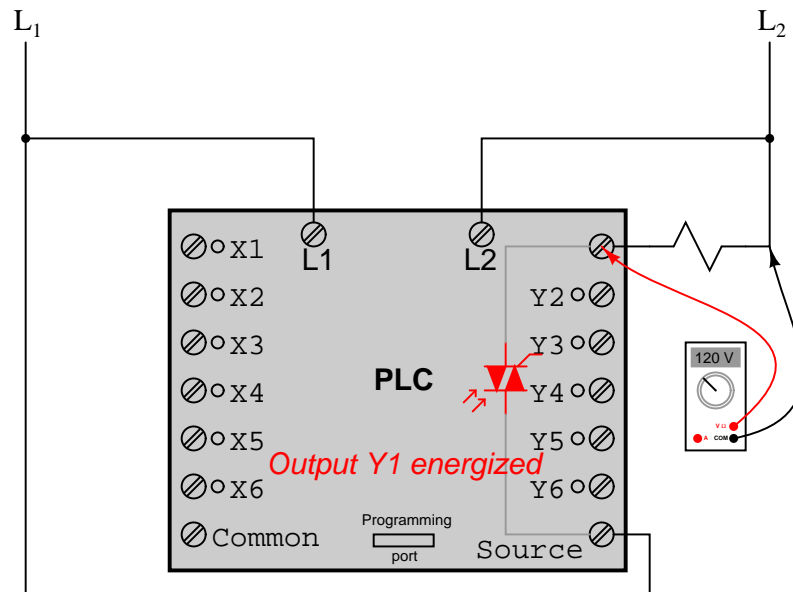 L1
L2
X1
L1
L2
X2
Y2
X3
Y3
120 V
X4
PLC
Y4
X5
Y5
V Ω
A
COM
Output Y1 energized
X6
Y6
Common
Programming
port
Source